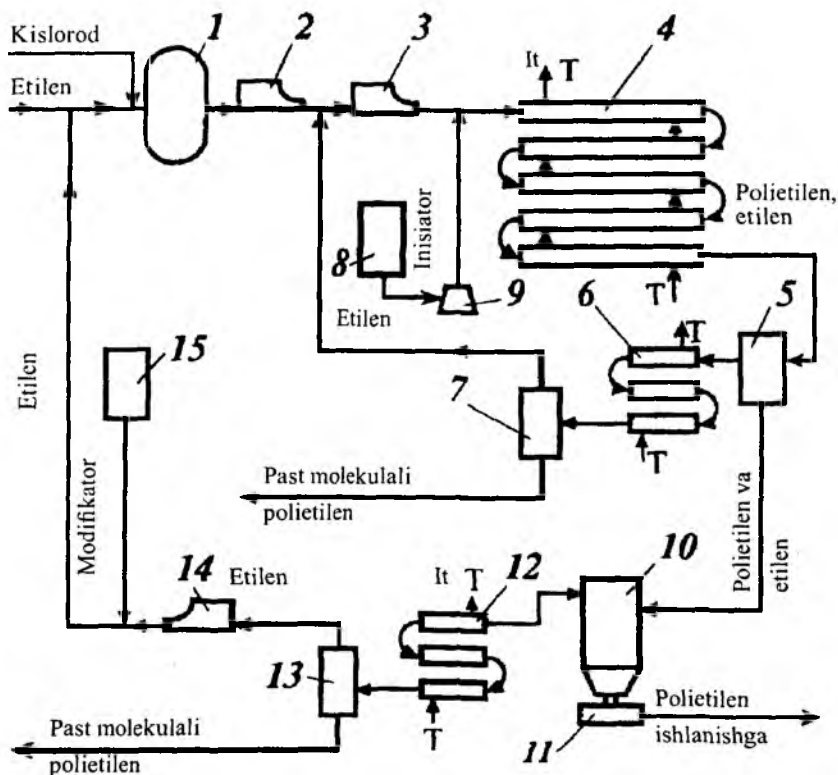 Kislorod
Etilen
1
2
3
It T
4
Polietilen,
etilen
8
Inisiator
9
Etilen
T
6
T
5
15
Etilen
7
T
Past molekulali
polietilen
Modifikator
Polietilen va
etilen
14
Etilen
It T
12
10
13
T
Past molekulali
polietilen
11
Polietilen
ishlanishga